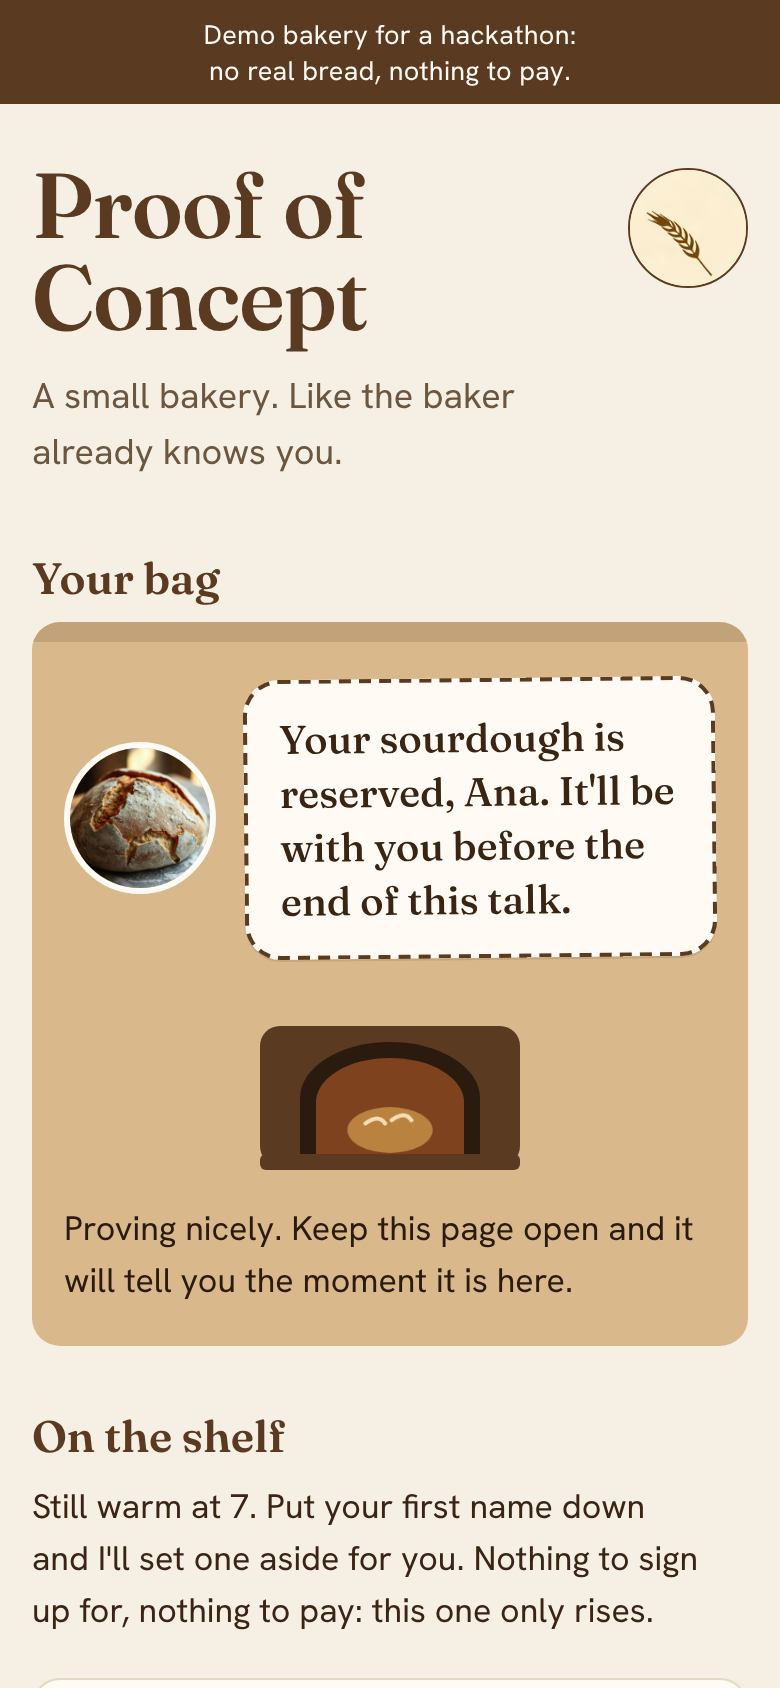 Demo bakery for a hackathon:
no real bread, nothing to pay.
Proof of
Concept
A small bakery. Like the baker
already knows you.
Your bag
Your sourdough is
reserved, Ana. It'll be
with you before the
end of this talk.
Proving nicely. Keep this page open and it
will tell you the moment it is here.
On the shelf
Still warm at 7. Put your first name down
and I'll set one aside for you. Nothing to sign
up for, nothing to pay: this one only rises.